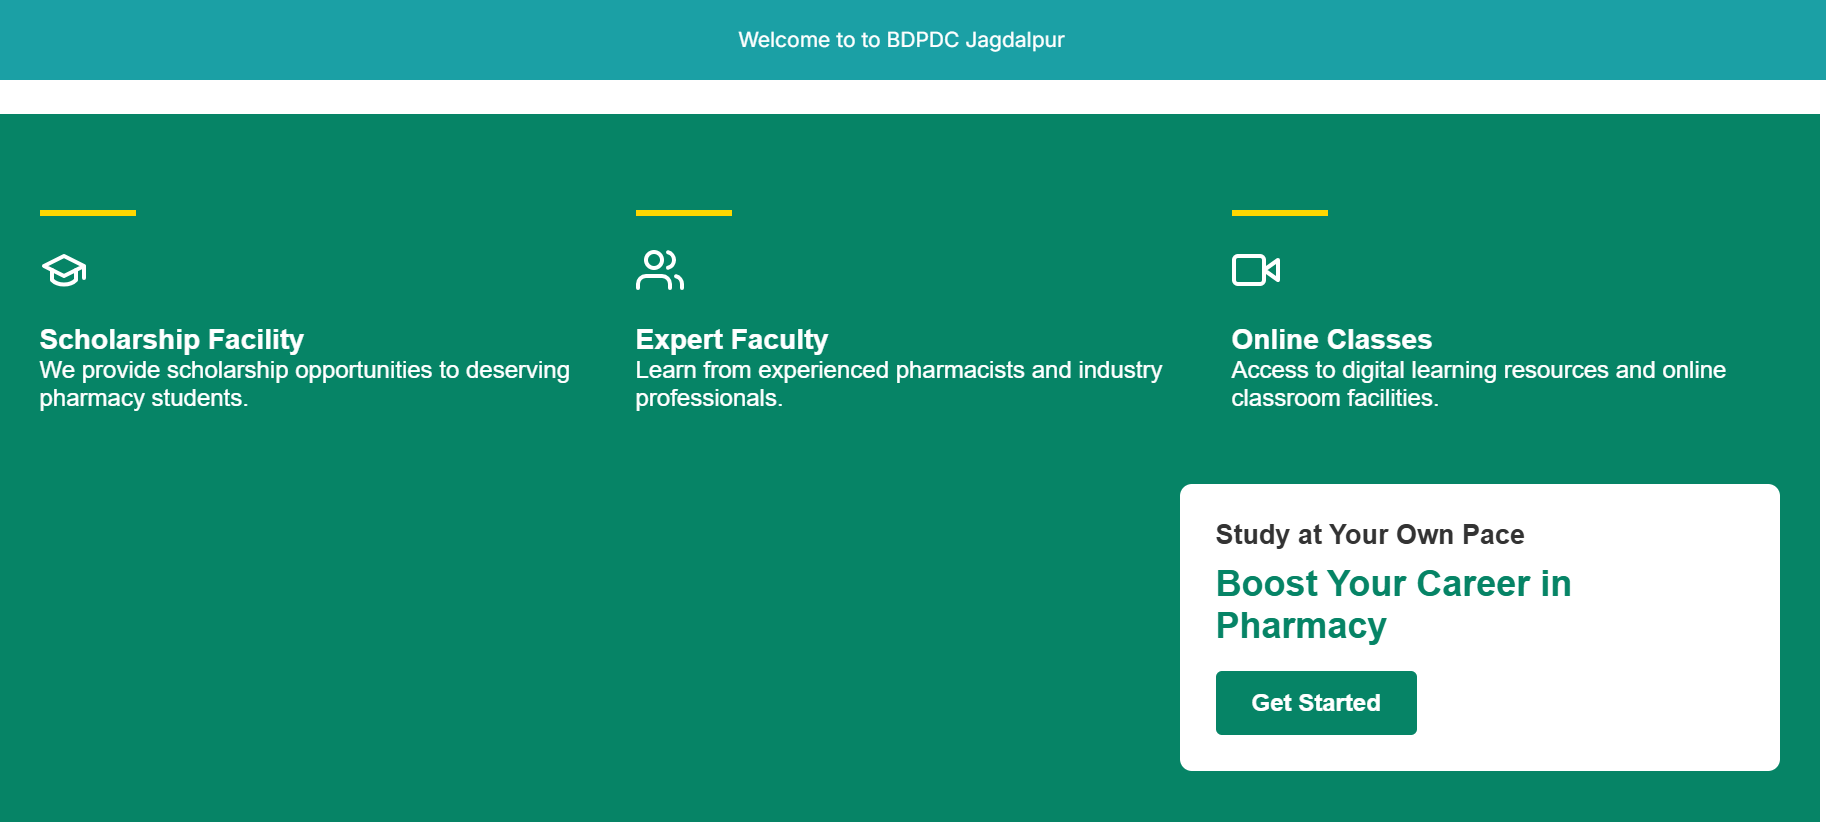 Welcome to to BDPDC Jagdalpur
Scholarship Facility
We provide scholarship opportunities to deserving
pharmacy students.
Expert Faculty
Learn from experienced pharmacists and industry
professionals.
Online Classes
Access to digital learning resources and online
classroom facilities.
Study at Your Own Pace
Boost Your Career in
Pharmacy
Get Started